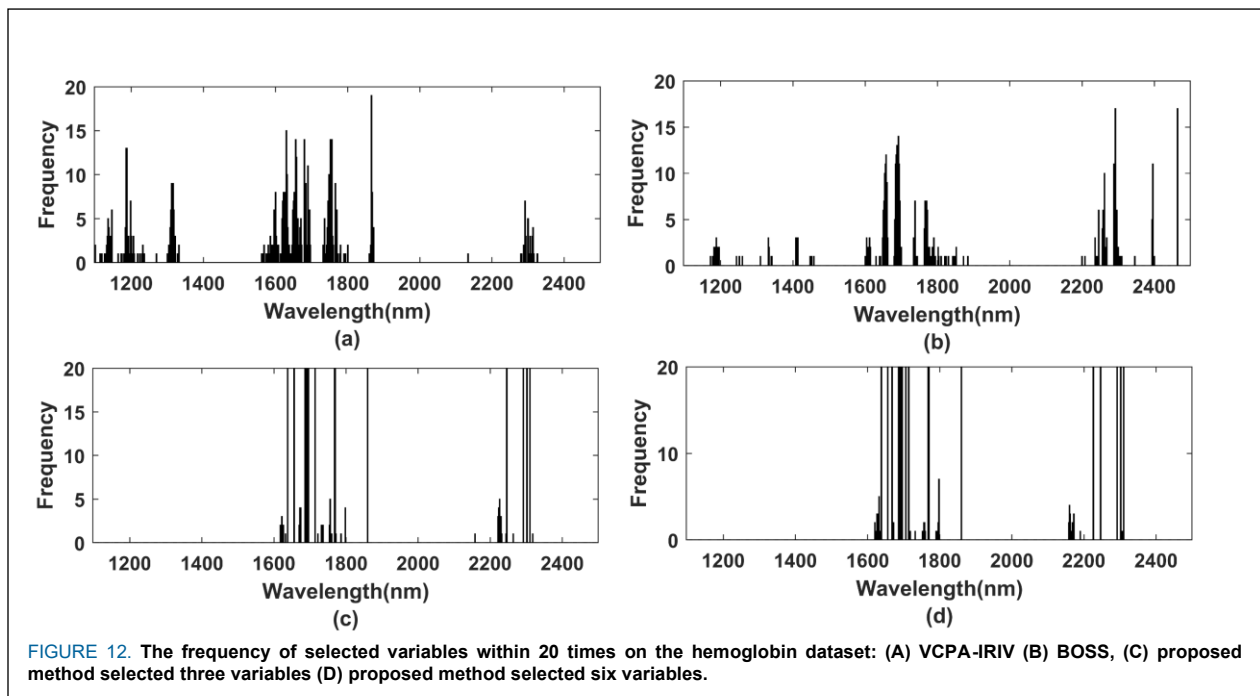 20
15
10
5
0
Frequency
1200 1400 1600 1800 2000 2200 2400
Wavelength(nm)
(a)
20
15
10
5
0
Frequency
1200 1400 1600 1800 2000 2200 2400
Wavelength(nm)
(b)
20
15
10
5
0
Frequency
1200 1400 1600 1800 2000 2200 2400
Wavelength(nm)
(c)
20
15
10
5
0
Frequency
1200 1400 1600 1800 2000 2200 2400
Wavelength(nm)
(d)
FIGURE 12. The frequency of selected variables within 20 times on the hemoglobin dataset: (A) VCPA-IRIV (B) BOSS, (C) proposed
method selected three variables (D) proposed method selected six variables.